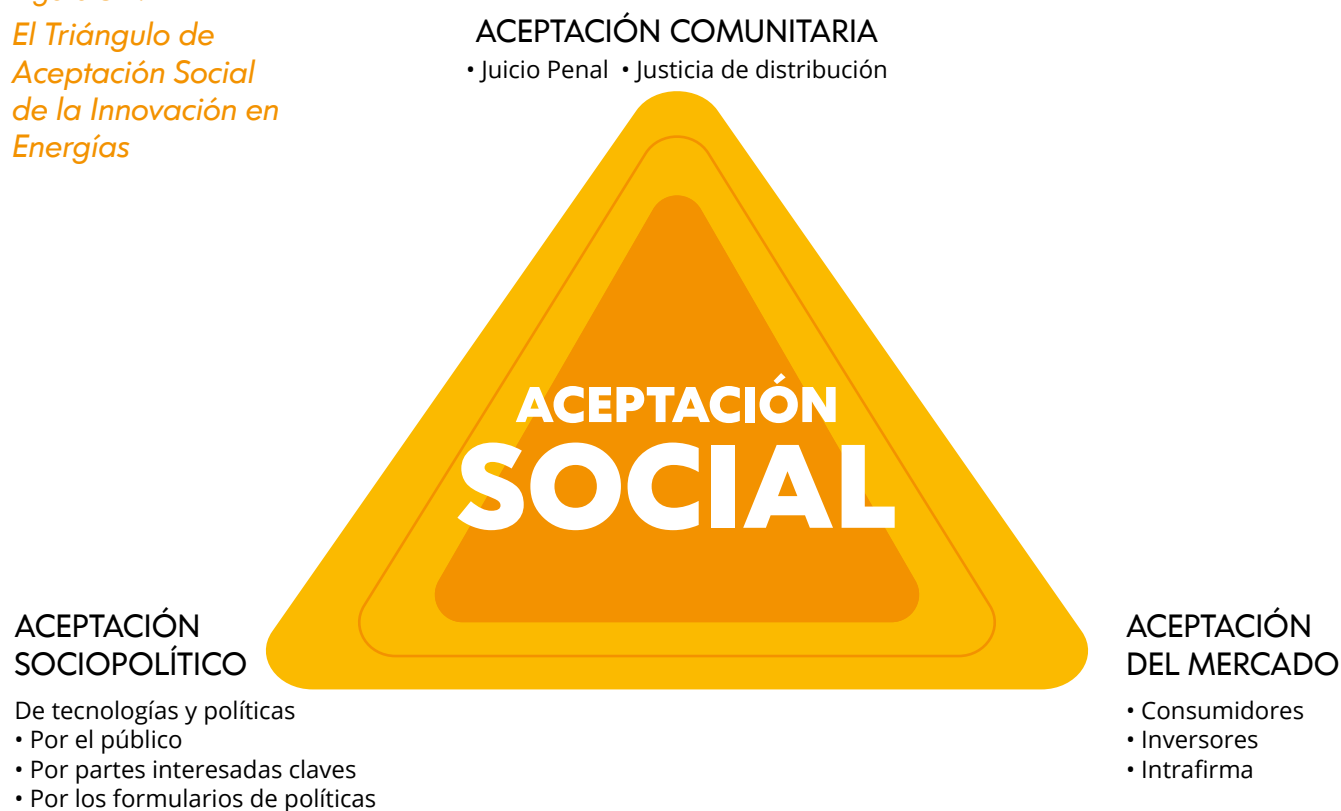 El Triángulo de
Aceptación Social
de la Innovación en
Energías
ACEPTACIÓN COMUNITARIA
• Juicio Penal • Justicia de distribución
ACEPTACIÓN
SOCIAL
ACEPTACIÓN
SOCIOPOLÍTICO
De tecnologías y políticas
• Por el público
• Por partes interesadas claves
• Por los formularios de políticas
ACEPTACIÓN
DEL MERCADO
• Consumidores
• Inversores
• Intrafirma